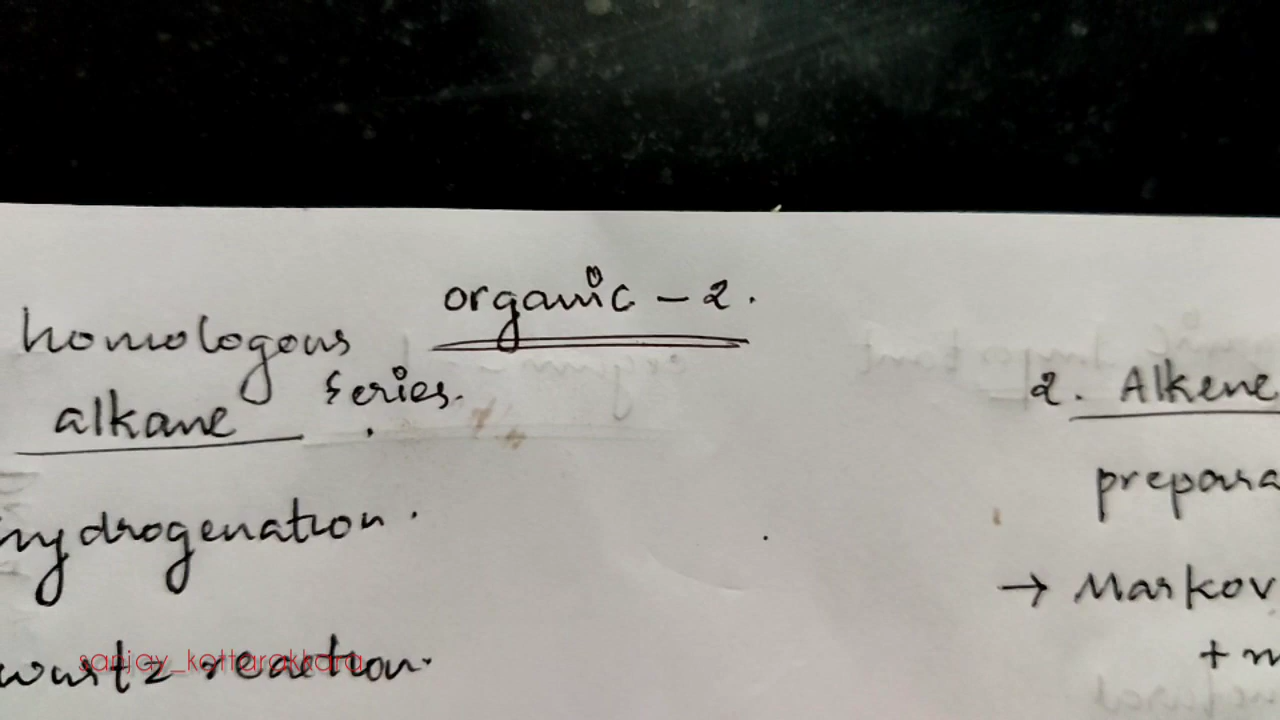 organic - 2.
homologous
series.
alkane
hydrogenation.
wurtz reaction.
sanjay_kottarakkara
2. Alkene
prepara
→ Markov
+ m